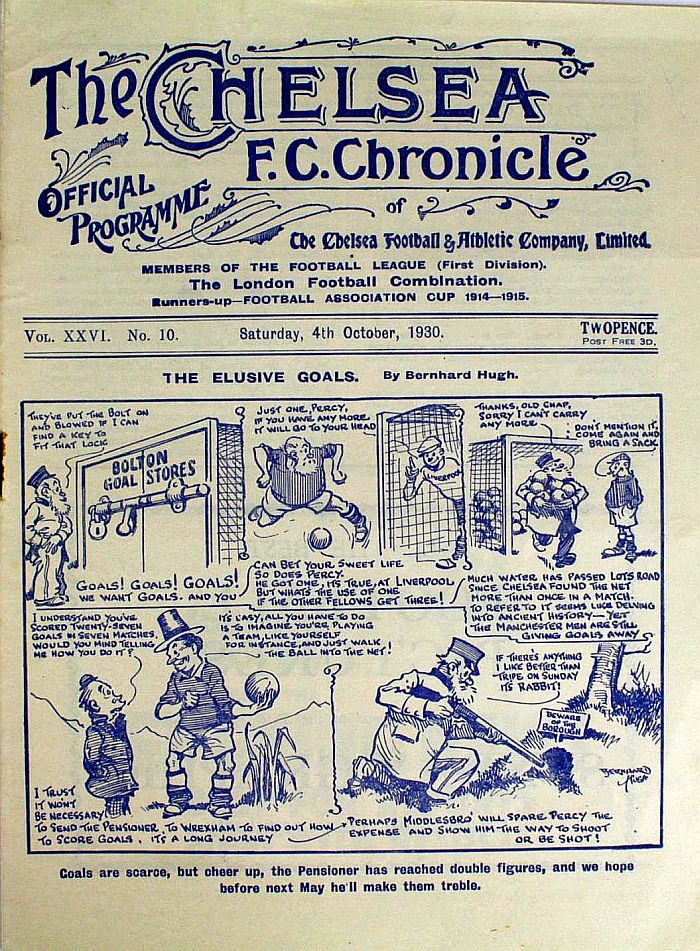 The CHELSEA
F.C. Chronicle
OFFICIAL
PROGRAMME
of
The Chelsea Football & Athletic Company, Limited.
MEMBERS OF THE FOOTBALL LEAGUE (First Division).
The London Football Combination.
Runners-up—FOOTBALL ASSOCIATION CUP 1914—1915.
VOL. XXVI. No. 10.
Saturday, 4th October, 1930.
TWOPENCE.
POST FREE 3D.
THE ELUSIVE GOALS. By Bernhard Hugh.
THEY'VE PUT THE BOLT ON
AND BLOWED IF I CAN
FIND A KEY TO
FIT THAT LOCK
BOLTON
GOAL STORES
GOALS! GOALS! GOALS!
WE WANT GOALS. AND YOU
JUST ONE, PERCY,
IF YOU HAVE ANY MORE
IT WILL GO TO YOUR HEAD
LIVERPOOL
CAN BET YOUR SWEET LIFE
SO DOES PERCY.
HE GOT ONE, IT'S TRUE, AT LIVERPOOL
BUT WHATS THE USE OF ONE
IF THE OTHER FELLOWS GET THREE!
THANKS, OLD CHAP,
SORRY I CAN'T CARRY
ANY MORE
DON'T MENTION IT,
COME AGAIN AND
BRING A SACK
MUCH WATER HAS PASSED LOTS ROAD
SINCE CHELSEA FOUND THE NET
MORE THAN ONCE IN A MATCH.
TO REFER TO IT SEEMS LIKE DELVING
INTO ANCIENT HISTORY — YET
THE MANCHESTER MEN ARE STILL
GIVING GOALS AWAY
I UNDERSTAND YOU'VE
SCORED TWENTY-SEVEN
GOALS IN SEVEN MATCHES,
WOULD YOU MIND TELLING
ME HOW YOU DO IT?
ITS EASY, ALL YOU HAVE TO DO
IS TO IMAGINE YOU'RE PLAYING
A TEAM, LIKE YOURSELF
FOR INSTANCE, AND JUST WALK
THE BALL INTO THE NET!
I TRUST
IT WON'T
BE NECESSARY
TO SEND THE PENSIONER TO WREXHAM TO FIND OUT HOW
TO SCORE GOALS. IT'S A LONG JOURNEY
IF THERE'S ANYTHING
I LIKE BETTER THAN
TRIPE ON SUNDAY
ITS RABBIT!
BEWARE
OF THE
BOROUGH
BERNHARD
HUGH
PERHAPS MIDDLESBRO' WILL SPARE PERCY THE
EXPENSE AND SHOW HIM THE WAY TO SHOOT
OR BE SHOT!
Goals are scarce, but cheer up, the Pensioner has reached double figures, and we hope
before next May he'll make them treble.